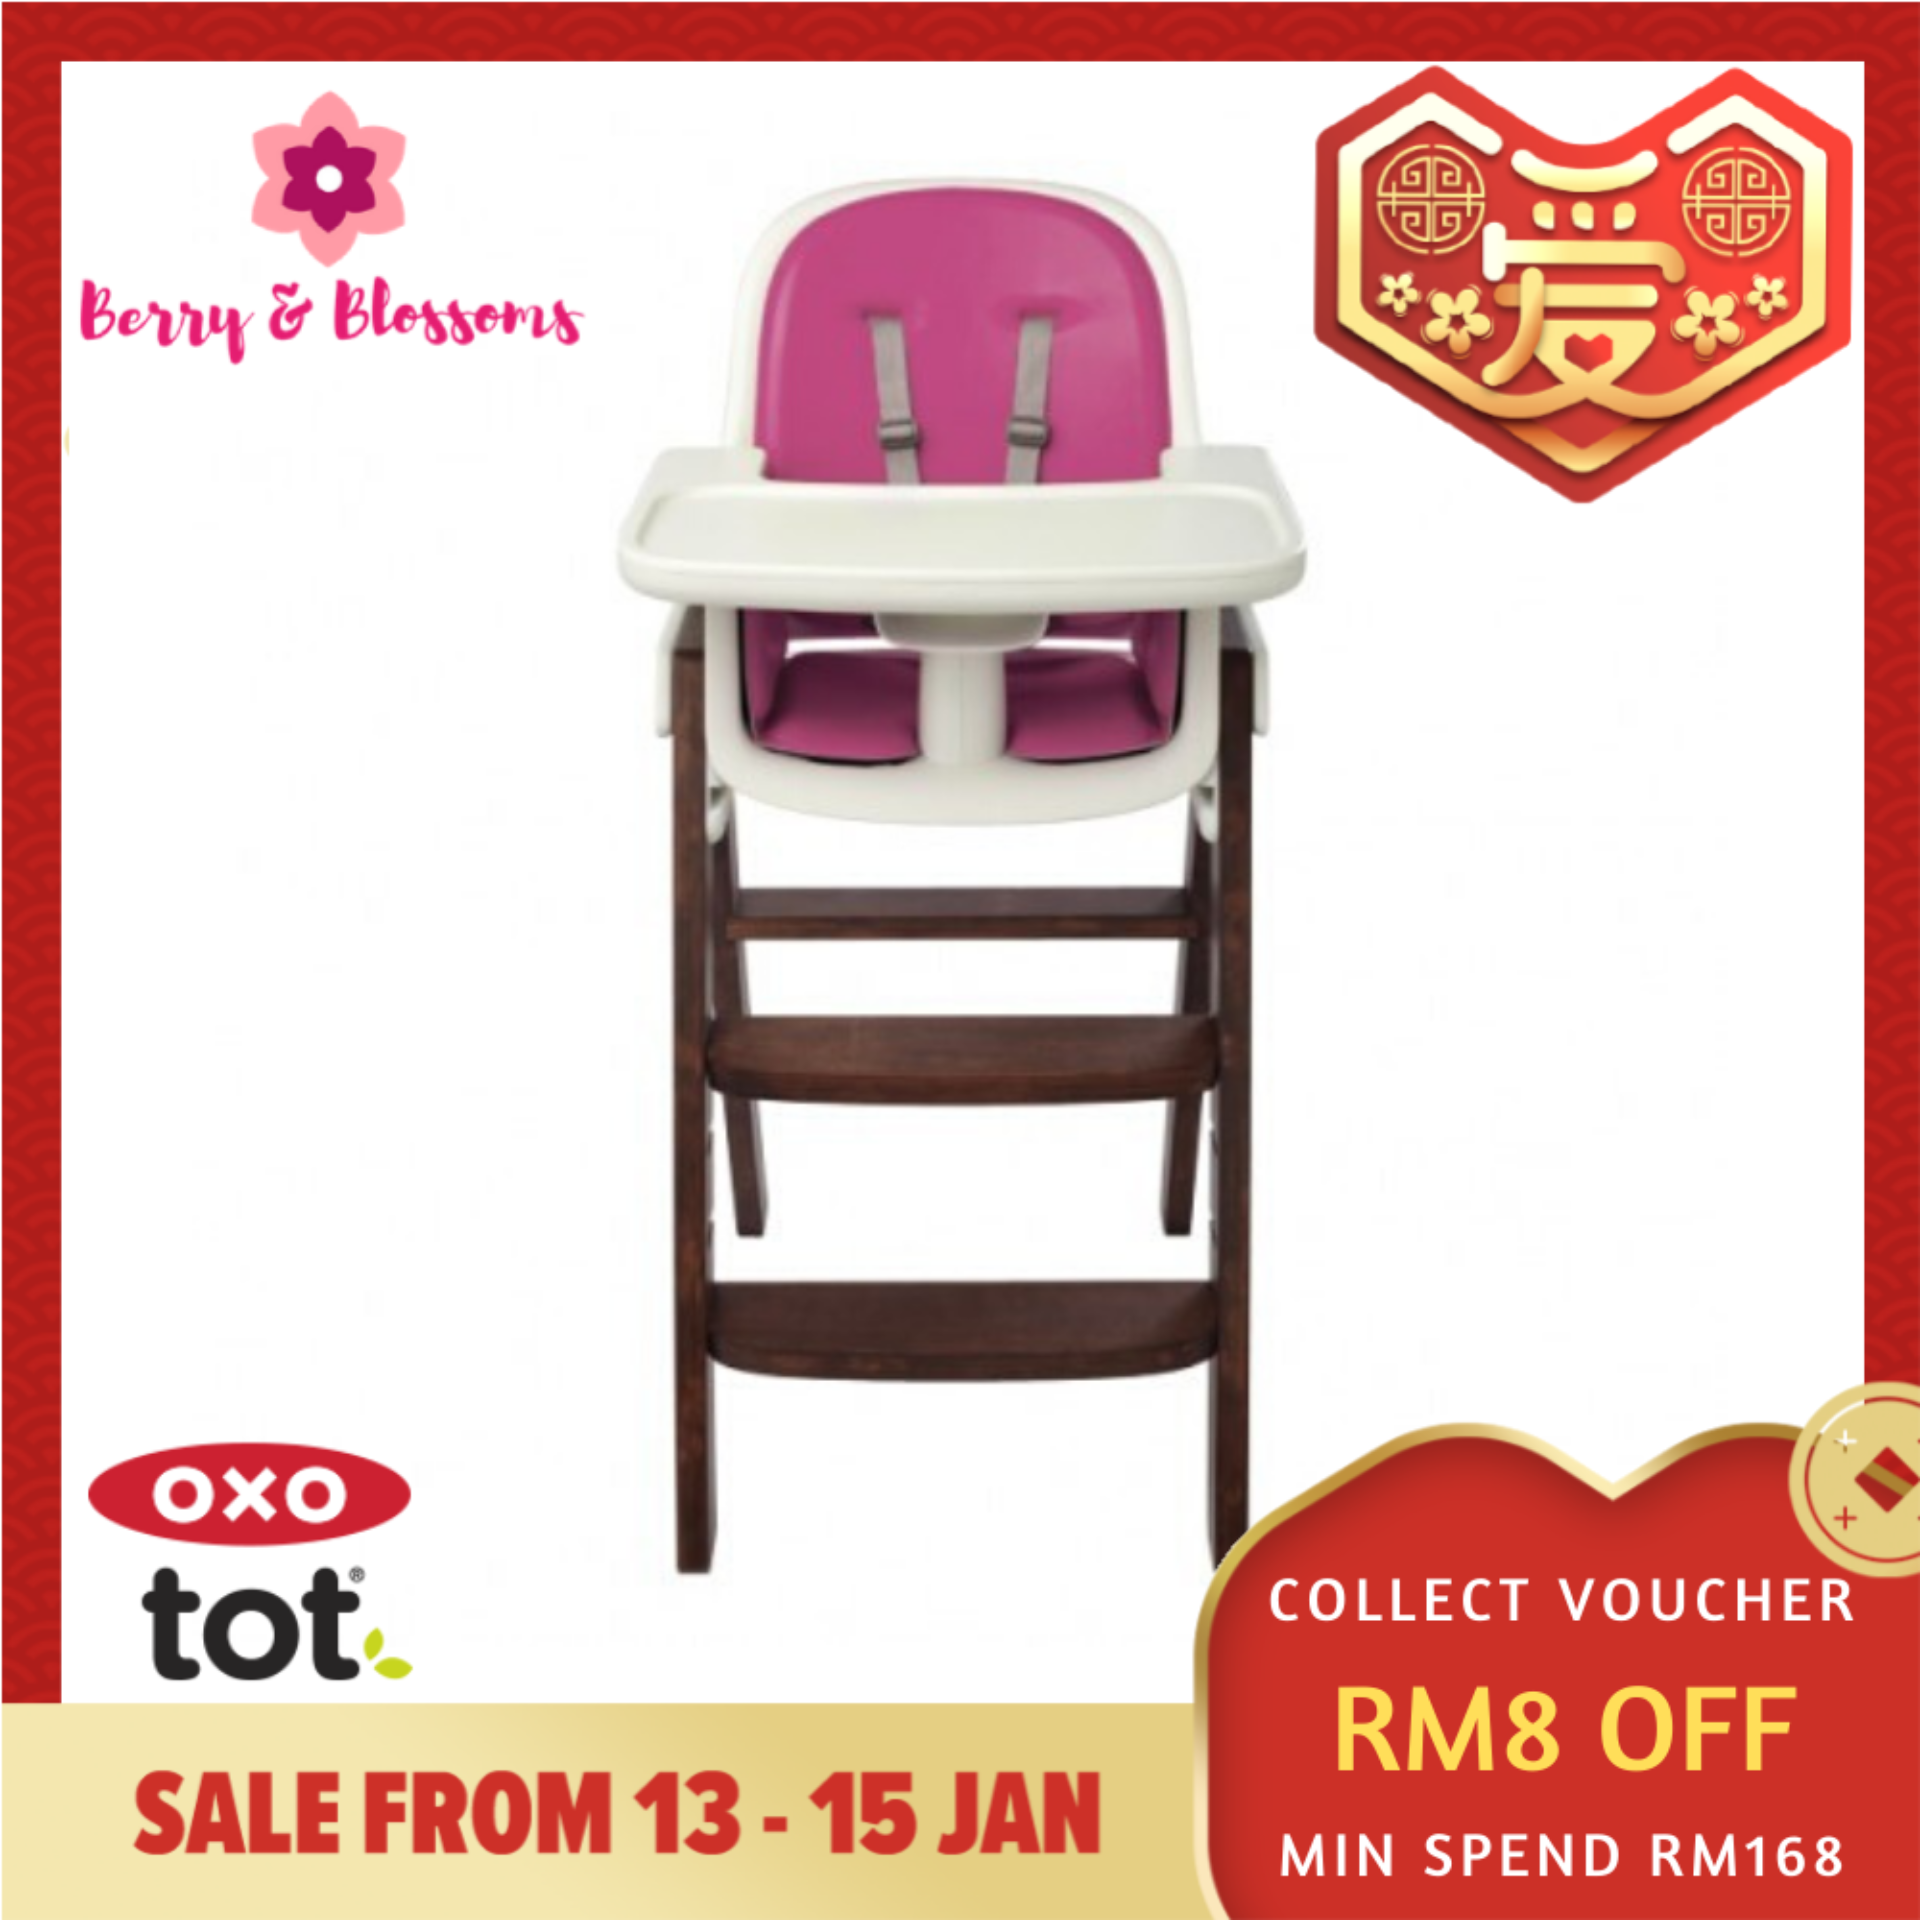 Berry & Blossoms
爱
OXO
tot®
COLLECT VOUCHER
RM8 OFF
MIN SPEND RM168
SALE FROM 13 - 15 JAN